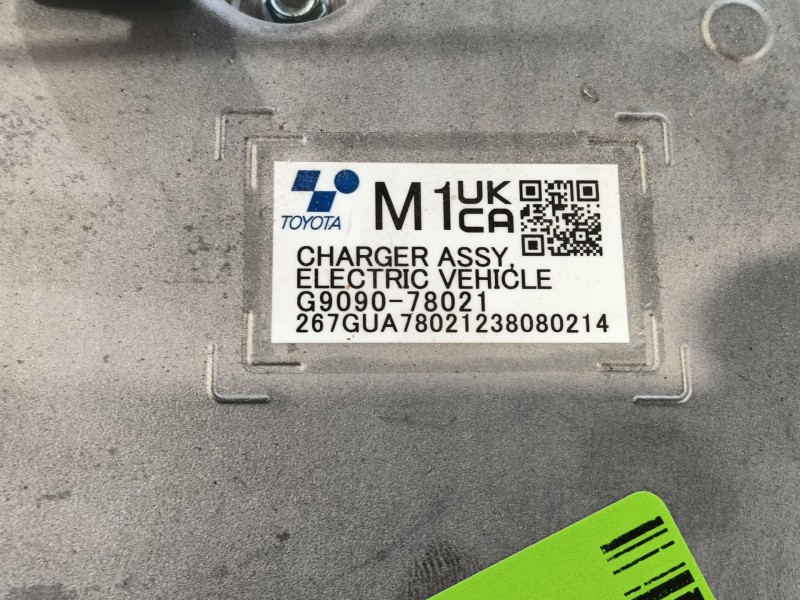 TOYOTA
M1 UK
CA
CHARGER ASSY,
ELECTRIC VEHICLE
G9090-78021
267GUA78021238080214